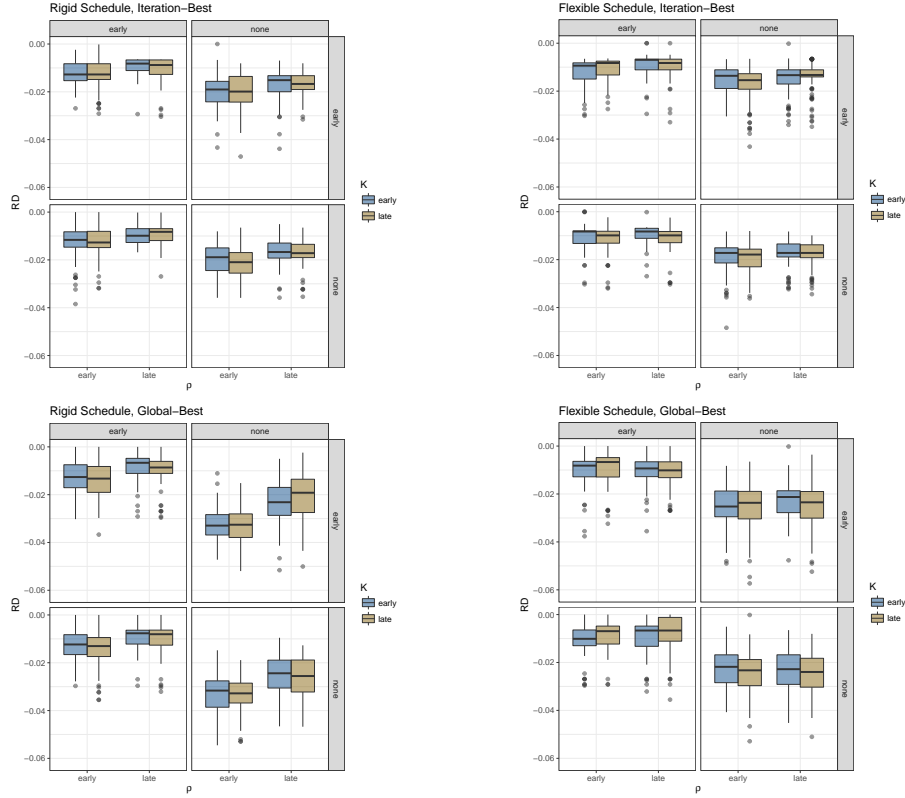 Rigid Schedule, Iteration−Best
early
none
0.00
−0.02
−0.04
−0.06
early
0.00
−0.02
−0.04
−0.06
none
RD
early
late
early
late
ρ
K
early
late
Flexible Schedule, Iteration−Best
early
none
0.00
−0.02
−0.04
−0.06
early
0.00
−0.02
−0.04
−0.06
none
RD
early
late
early
late
ρ
K
early
late
Rigid Schedule, Global−Best
early
none
0.00
−0.02
−0.04
−0.06
early
0.00
−0.02
−0.04
−0.06
none
RD
early
late
early
late
ρ
K
early
late
Flexible Schedule, Global−Best
early
none
0.00
−0.02
−0.04
−0.06
early
0.00
−0.02
−0.04
−0.06
none
RD
early
late
early
late
ρ
K
early
late